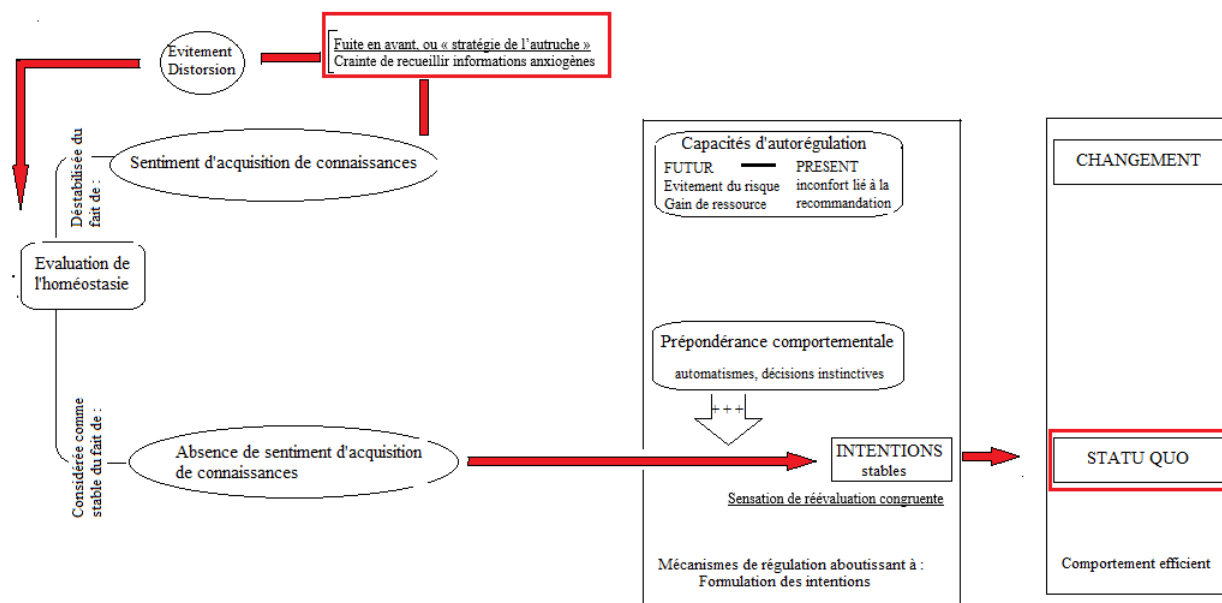 Evitement
Distorsion
Fuite en avant, ou « stratégie de l'autruche »
Crainte de recueillir informations anxiogènes
Déstabilisée du
fait de :
Sentiment d'acquisition de connaissances
Evaluation de
l'homéostasie
Considérée comme
stable du fait de :
Absence de sentiment d'acquisition
de connaissances
Capacités d'autorégulation
FUTUR PRESENT
Evitement du risque inconfort lié à la
Gain de ressource recommandation
Prépondérance comportementale
automatismes, décisions instinctives
+ + +
INTENTIONS
stables
Sensation de réévaluation congruente
Mécanismes de régulation aboutissant à :
Formulation des intentions
CHANGEMENT
STATU QUO
Comportement efficient